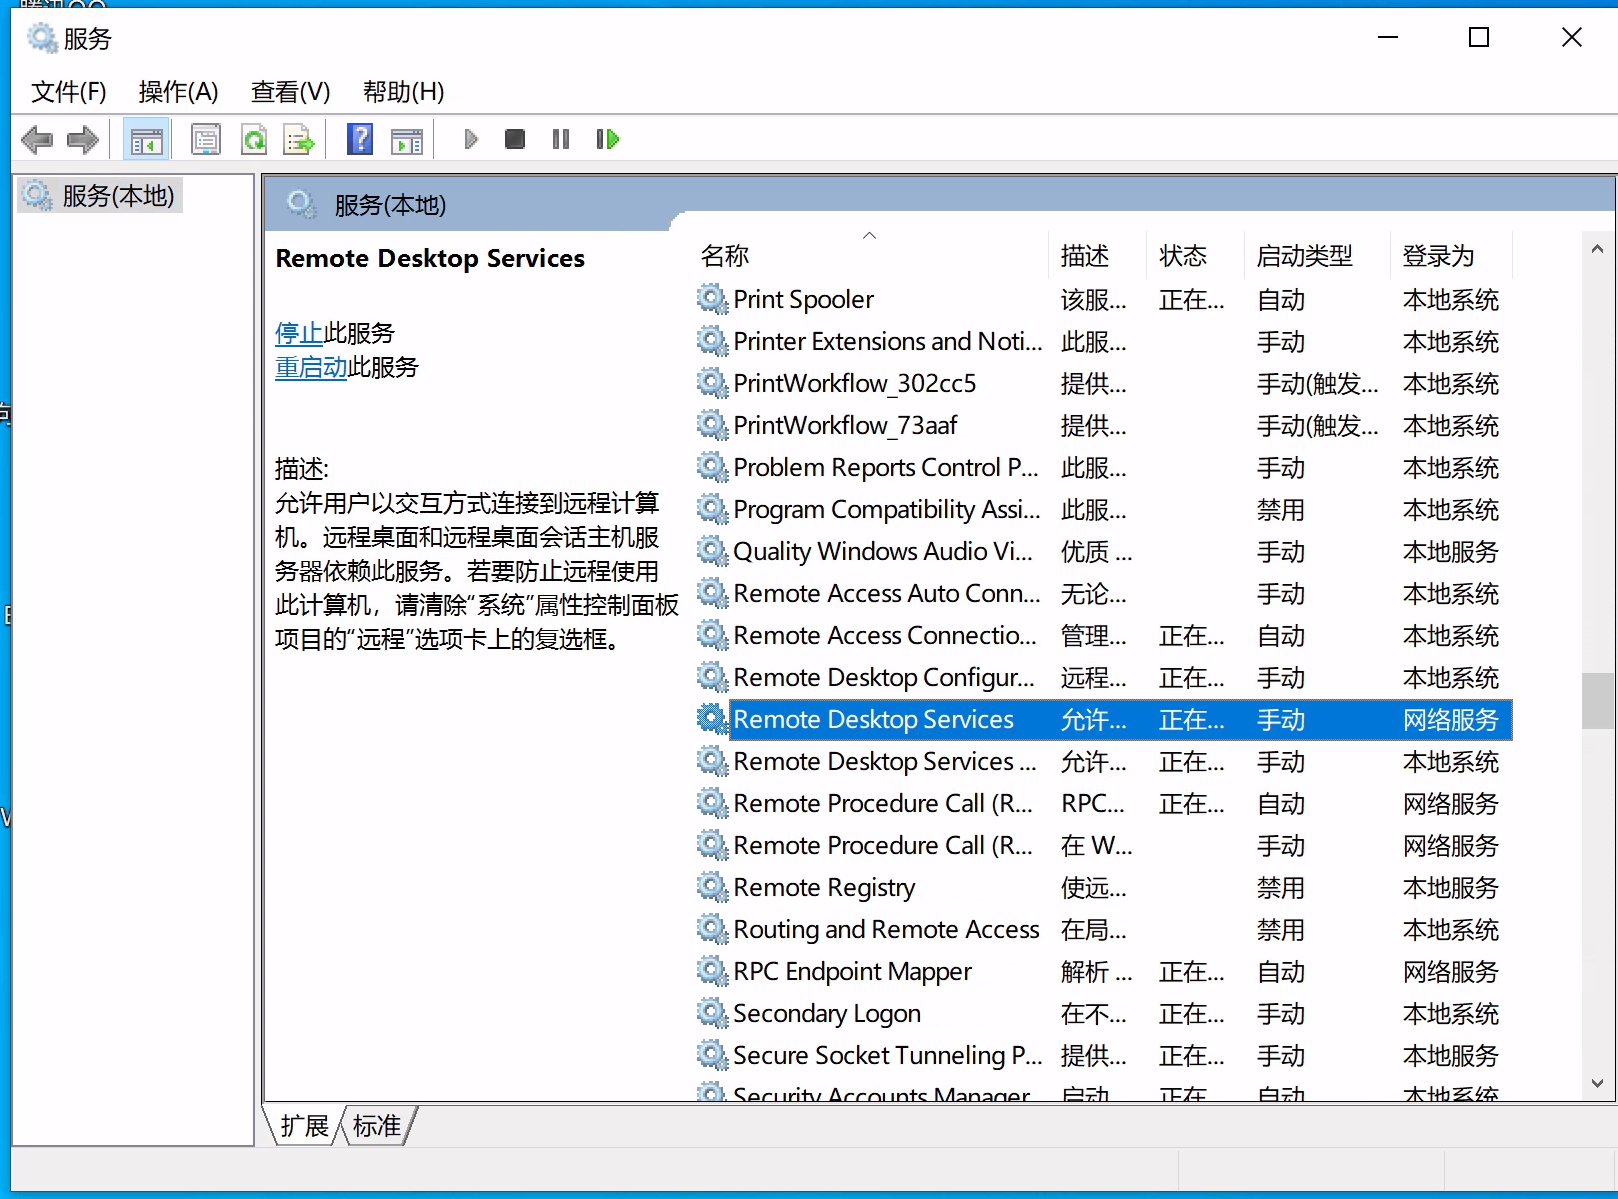 服务
文件(F) 操作(A) 查看(V) 帮助(H)
服务(本地)
服务(本地)
Remote Desktop Services
停止此服务
重启动此服务
描述:
允许用户以交互方式连接到远程计算
机。远程桌面和远程桌面会话主机服
务器依赖此服务。若要防止远程使用
此计算机，请清除“系统”属性控制面板
项目的“远程”选项卡上的复选框。
名称 描述 状态 启动类型 登录为
Print Spooler 该服... 正在... 自动 本地系统
Printer Extensions and Noti... 此服... 手动 本地系统
PrintWorkflow_302cc5 提供... 手动(触发... 本地系统
PrintWorkflow_73aaf 提供... 手动(触发... 本地系统
Problem Reports Control P... 此服... 手动 本地系统
Program Compatibility Assi... 此服... 禁用 本地系统
Quality Windows Audio Vi... 优质 ... 手动 本地服务
Remote Access Auto Conn... 无论... 手动 本地系统
Remote Access Connectio... 管理... 正在... 自动 本地系统
Remote Desktop Configur... 远程... 正在... 手动 本地系统
Remote Desktop Services 允许... 正在... 手动 网络服务
Remote Desktop Services ... 允许... 正在... 手动 本地系统
Remote Procedure Call (R... RPC... 正在... 自动 网络服务
Remote Procedure Call (R... 在 W... 手动 网络服务
Remote Registry 使远... 禁用 本地服务
Routing and Remote Access 在局... 禁用 本地系统
RPC Endpoint Mapper 解析 ... 正在... 自动 网络服务
Secondary Logon 在不... 正在... 手动 本地系统
Secure Socket Tunneling P... 提供... 正在... 手动 本地服务
Security Accounts Manager 启动... 正在... 自动 本地系统
扩展 标准